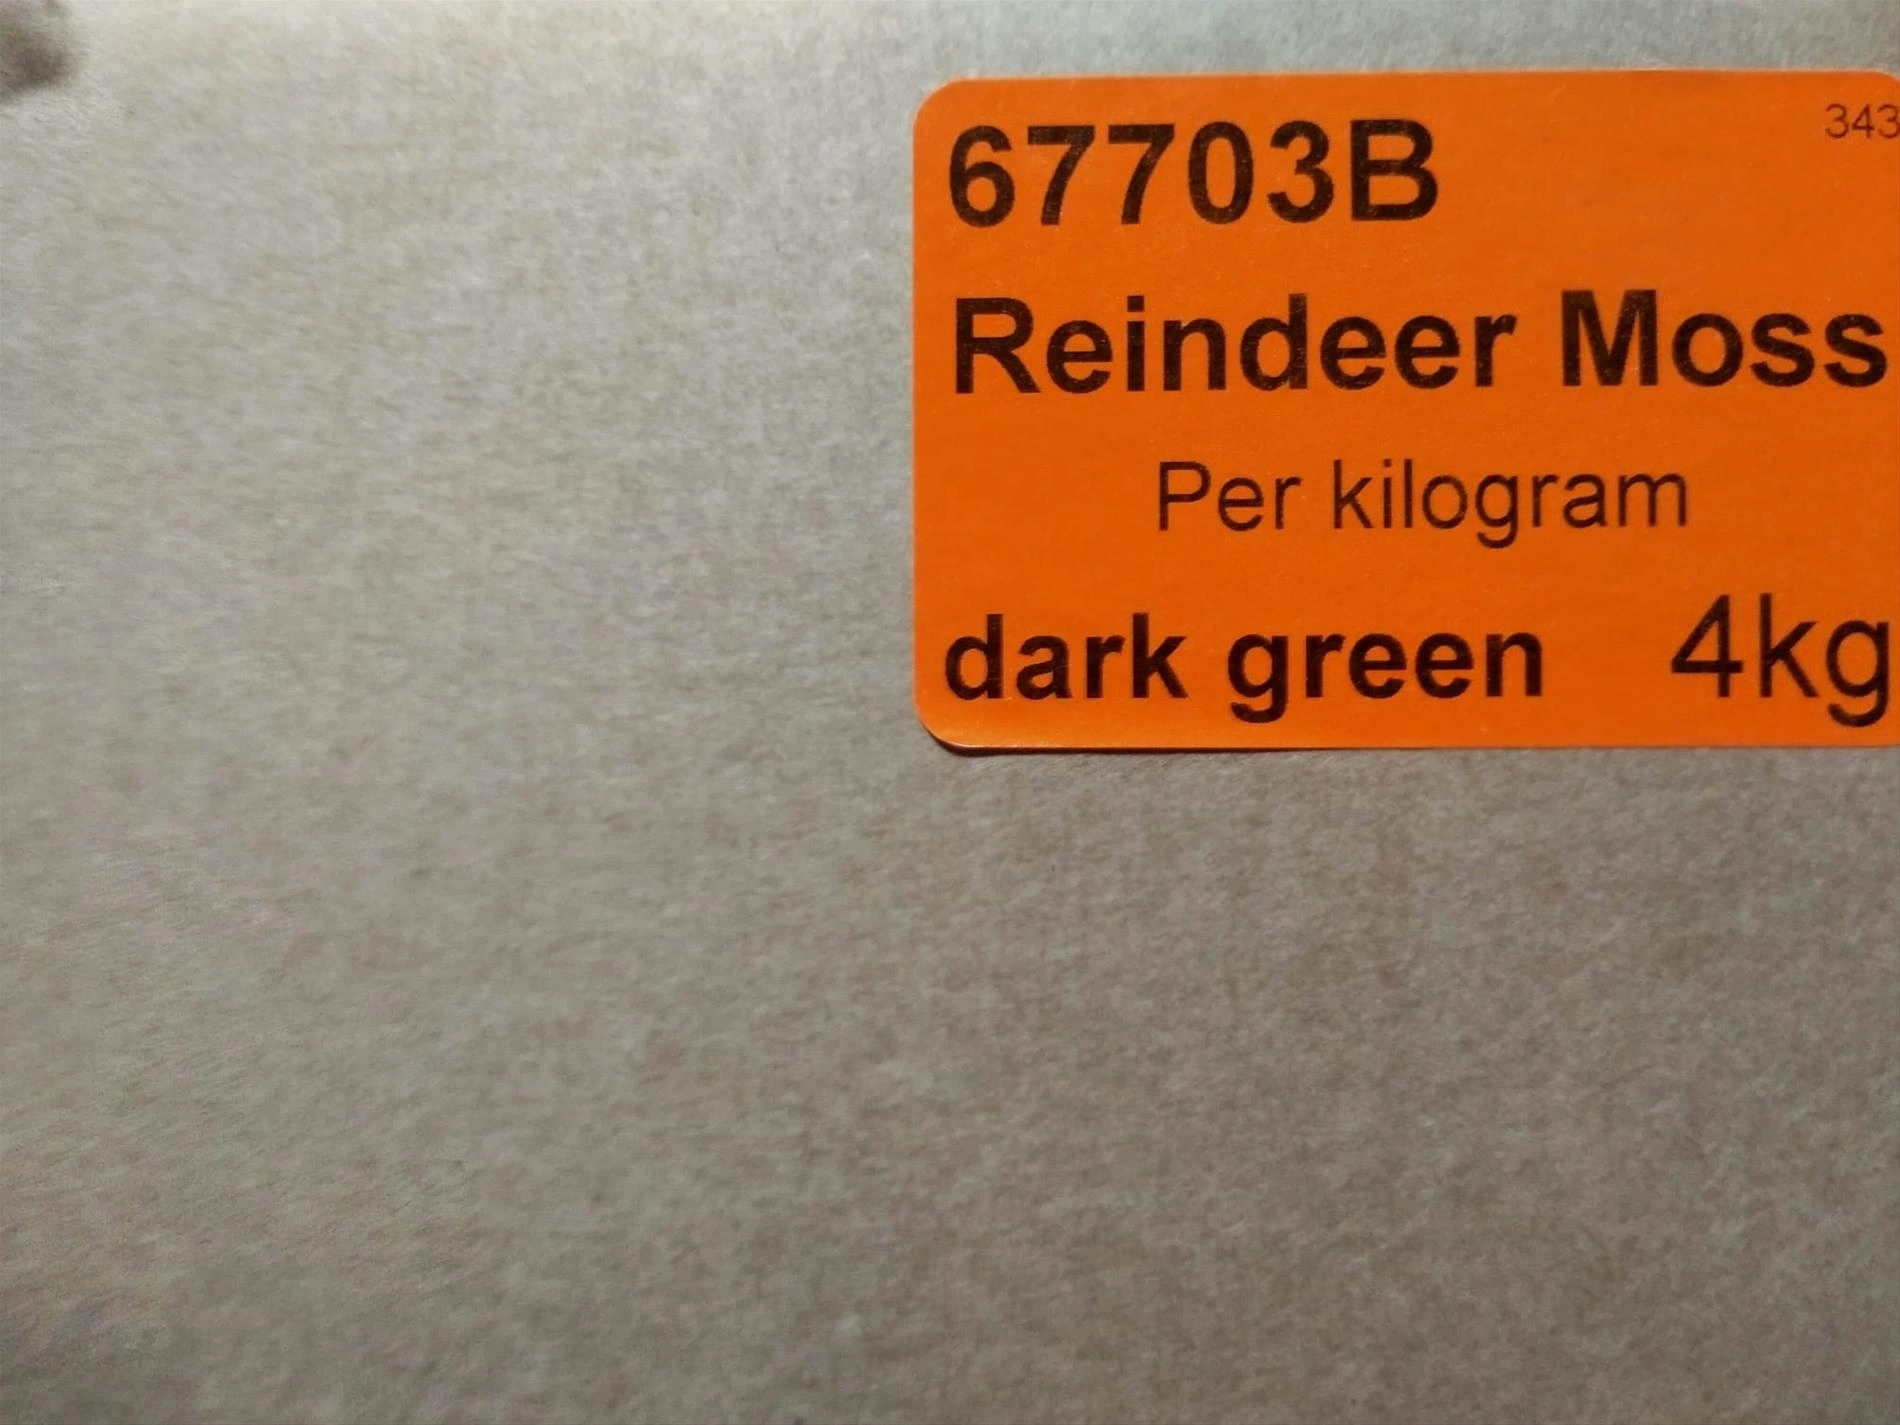 67703B 343
Reindeer Moss
Per kilogram
dark green 4kg